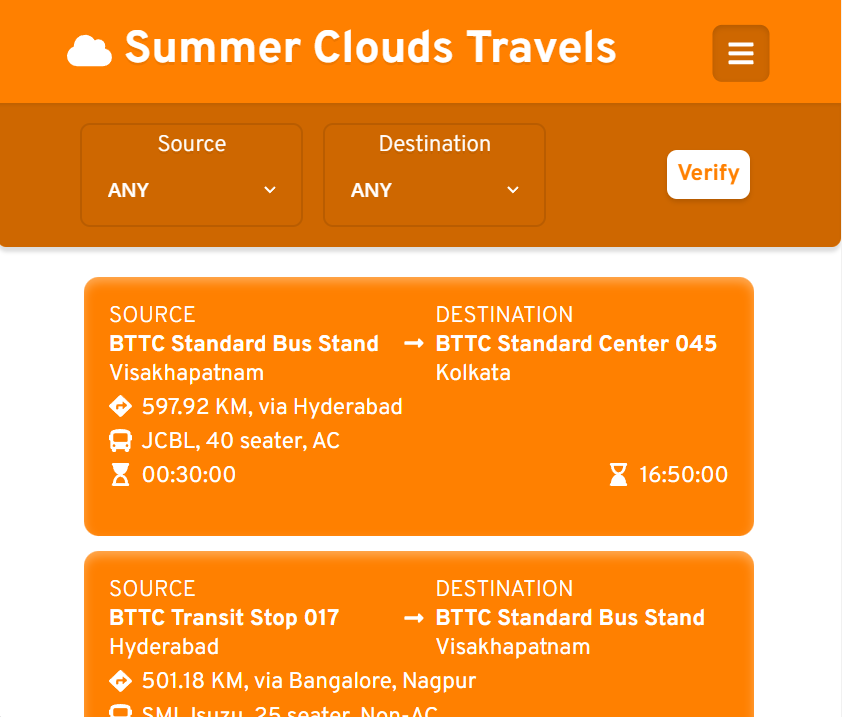 Summer Clouds Travels
Source Destination
ANY ANY Verify
SOURCE DESTINATION
BTTC Standard Bus Stand → BTTC Standard Center 045
Visakhapatnam Kolkata
597.92 KM, via Hyderabad
JCBL, 40 seater, AC
00:30:00 16:50:00
SOURCE DESTINATION
BTTC Transit Stop 017 → BTTC Standard Bus Stand
Hyderabad Visakhapatnam
501.18 KM, via Bangalore, Nagpur
SML Isuzu, 25 seater, Non-AC